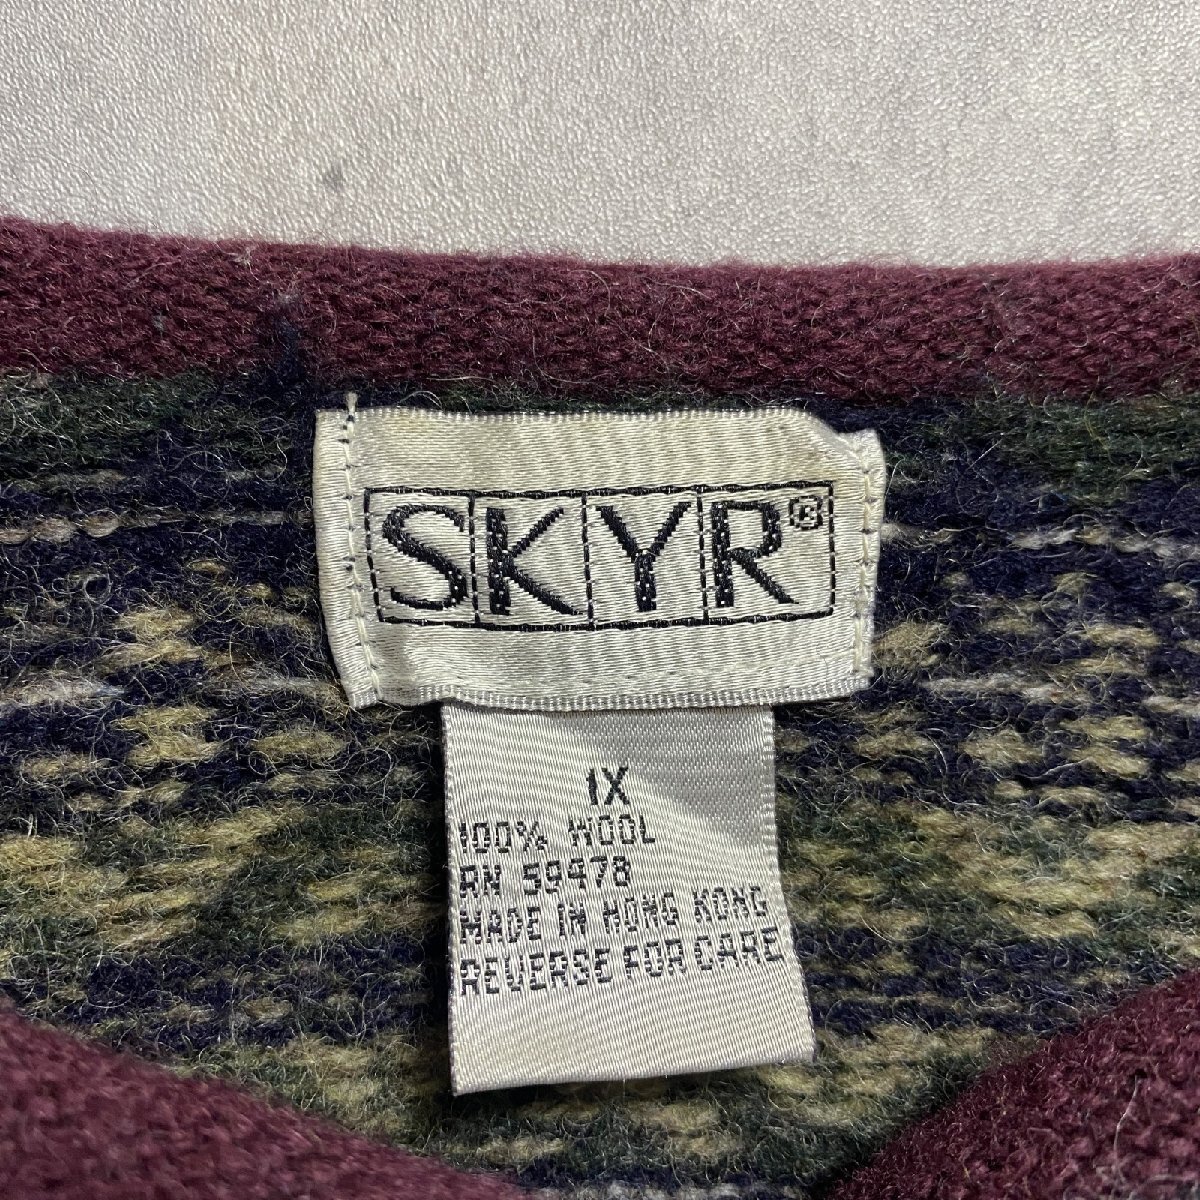 SKYR®
1X
100% WOOL
RN 59478
MADE IN HONG KONG
REVERSE FOR CARE